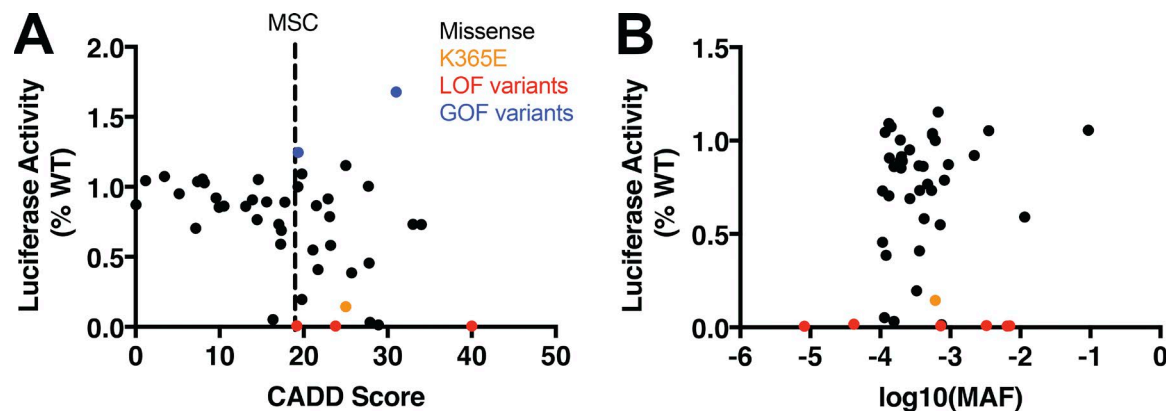 A
MSC
Missense
K365E
LOF variants
GOF variants
Luciferase Activity
(% WT)
2.0
1.5
1.0
0.5
0.0
0 10 20 30 40 50
CADD Score
B
Luciferase Activity
(% WT)
1.5
1.0
0.5
0.0
-6 -5 -4 -3 -2 -1 0
log10(MAF)